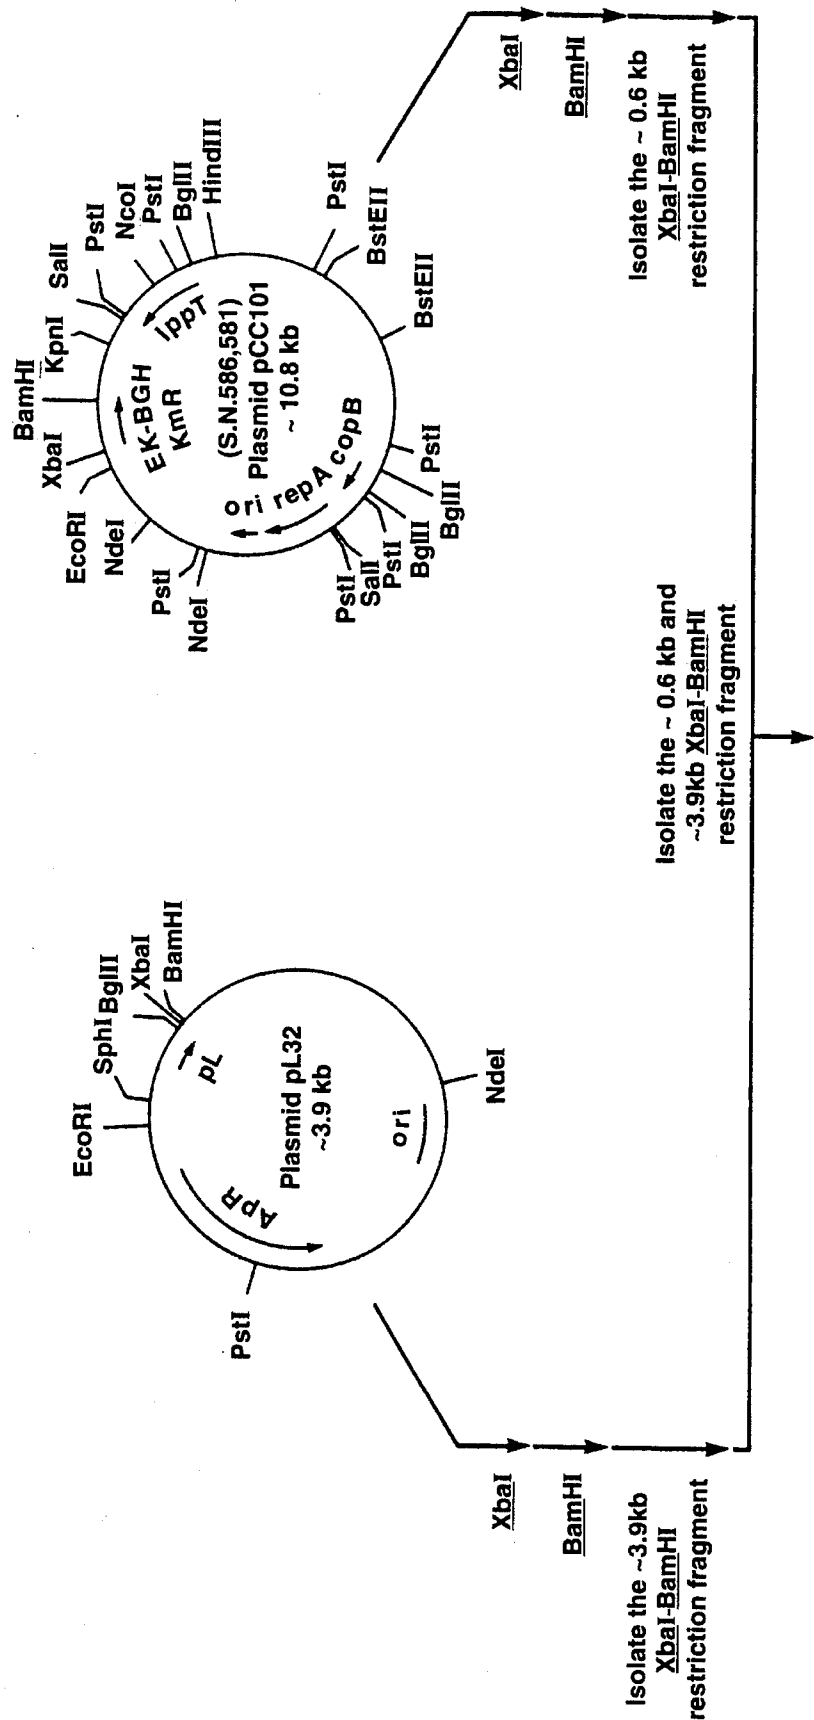 EcoRI
SphI
BglII
XbaI
BamHI
PstI
NdeI
ApR
pL
ori
Plasmid pL32
~3.9 kb
XbaI
BamHI
Isolate the ~3.9kb
XbaI-BamHI
restriction fragment
BamHI
XbaI
EcoRI
NdeI
PstI
NdeI
KpnI
SalI
PstI
NcoI
PstI
BglII
HindIII
PstI
BstEII
BstEII
PstI
BglII
BglII
PstI
SalI
PstI
EK-BGH
KmR
lppT
(S.N.586,581)
Plasmid pCC101
~ 10.8 kb
ori repA copB
XbaI
BamHI
Isolate the ~ 0.6 kb
XbaI-BamHI
restriction fragment
Isolate the ~ 0.6 kb and
~3.9kb XbaI-BamHI
restriction fragment